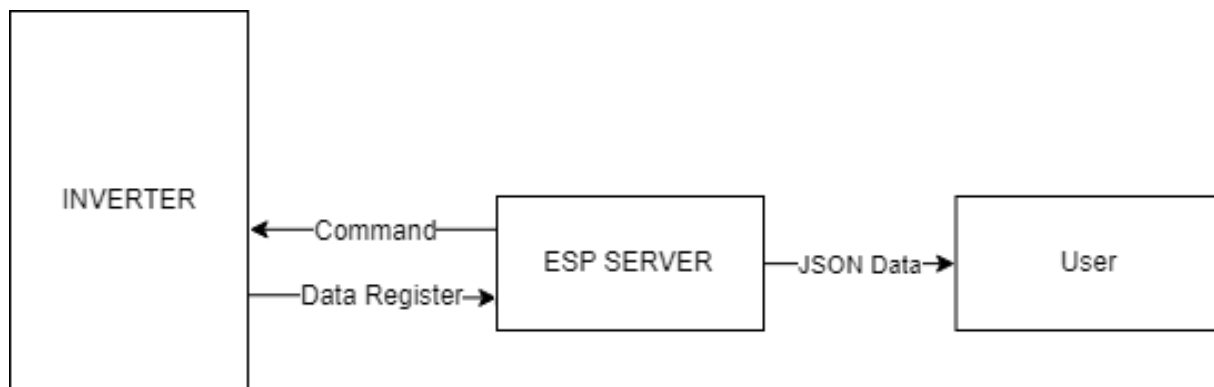 INVERTER
Command
Data Register
ESP SERVER
JSON Data
User